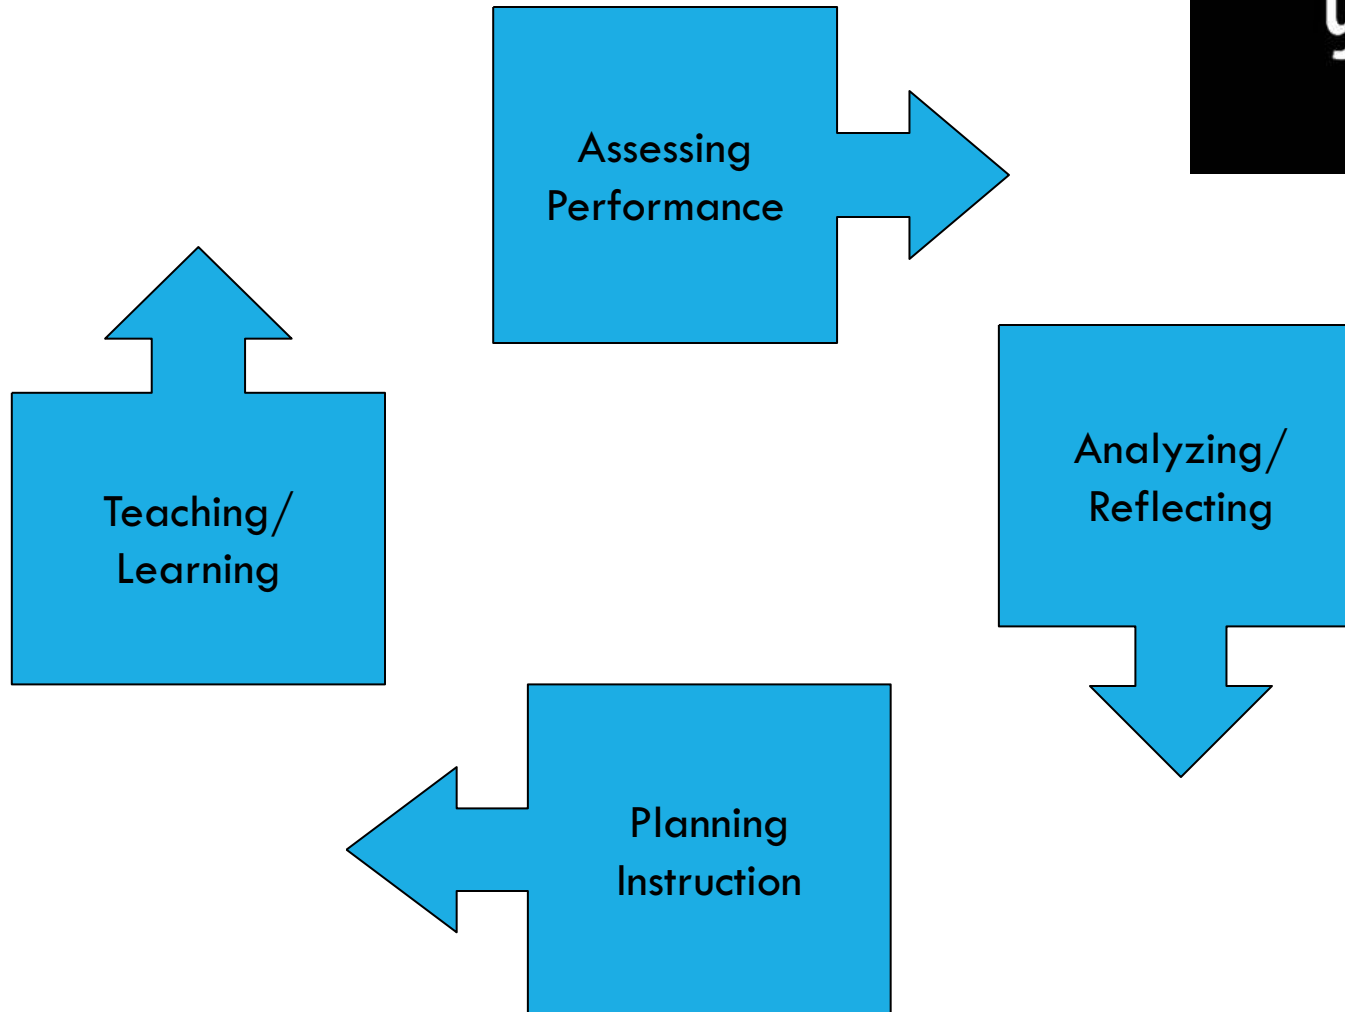 Assessing
Performance
Analyzing/
Reflecting
Teaching/
Learning
Planning
Instruction